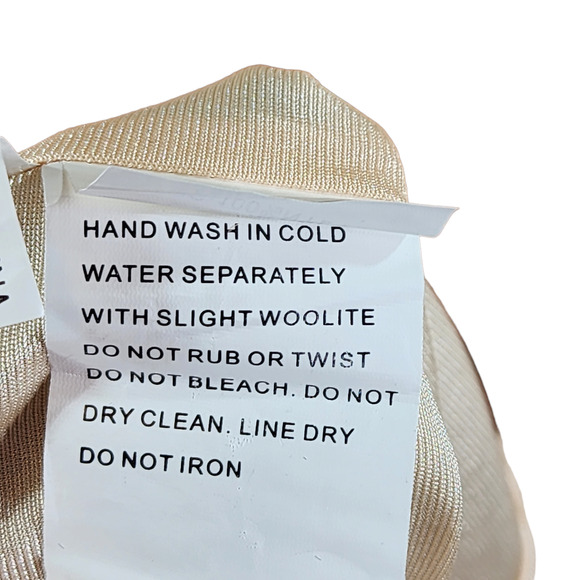 HAND WASH IN COLD
WATER SEPARATELY
WITH SLIGHT WOOLITE
DO NOT RUB OR TWIST
DO NOT BLEACH. DO NOT
DRY CLEAN. LINE DRY
DO NOT IRON